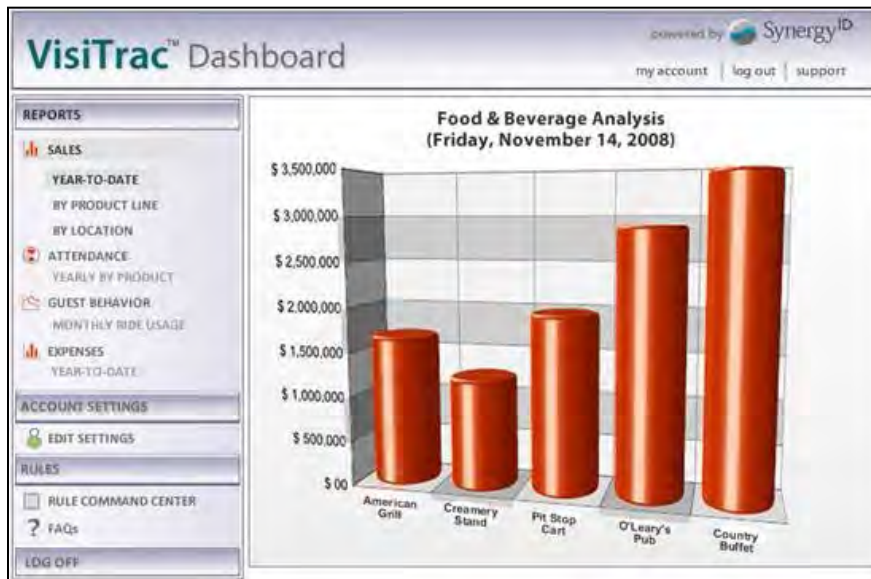 VisiTrac™ Dashboard
powered by SynergyID
my account | log out | support
REPORTS
SALES
YEAR-TO-DATE
BY PRODUCT LINE
BY LOCATION
ATTENDANCE
YEARLY BY PRODUCT
GUEST BEHAVIOR
MONTHLY RIDE USAGE
EXPENSES
YEAR-TO-DATE
ACCOUNT SETTINGS
EDIT SETTINGS
RULES
RULE COMMAND CENTER
? FAQs
LOG OFF
Food & Beverage Analysis
(Friday, November 14, 2008)
$ 3,500,000
$ 3,000,000
$ 2,500,000
$ 2,000,000
$ 1,500,000
$ 1,000,000
$ 500,000
$ 00
American
Grill
Creamery
Stand
Pit Stop
Cart
O'Leary's
Pub
Country
Buffet